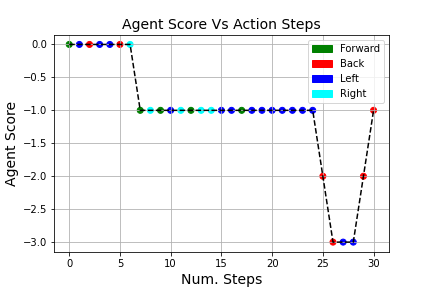 Agent Score Vs Action Steps
0.0
−0.5
−1.0
−1.5
−2.0
−2.5
−3.0
Agent Score
Forward
Back
Left
Right
0 5 10 15 20 25 30
Num. Steps